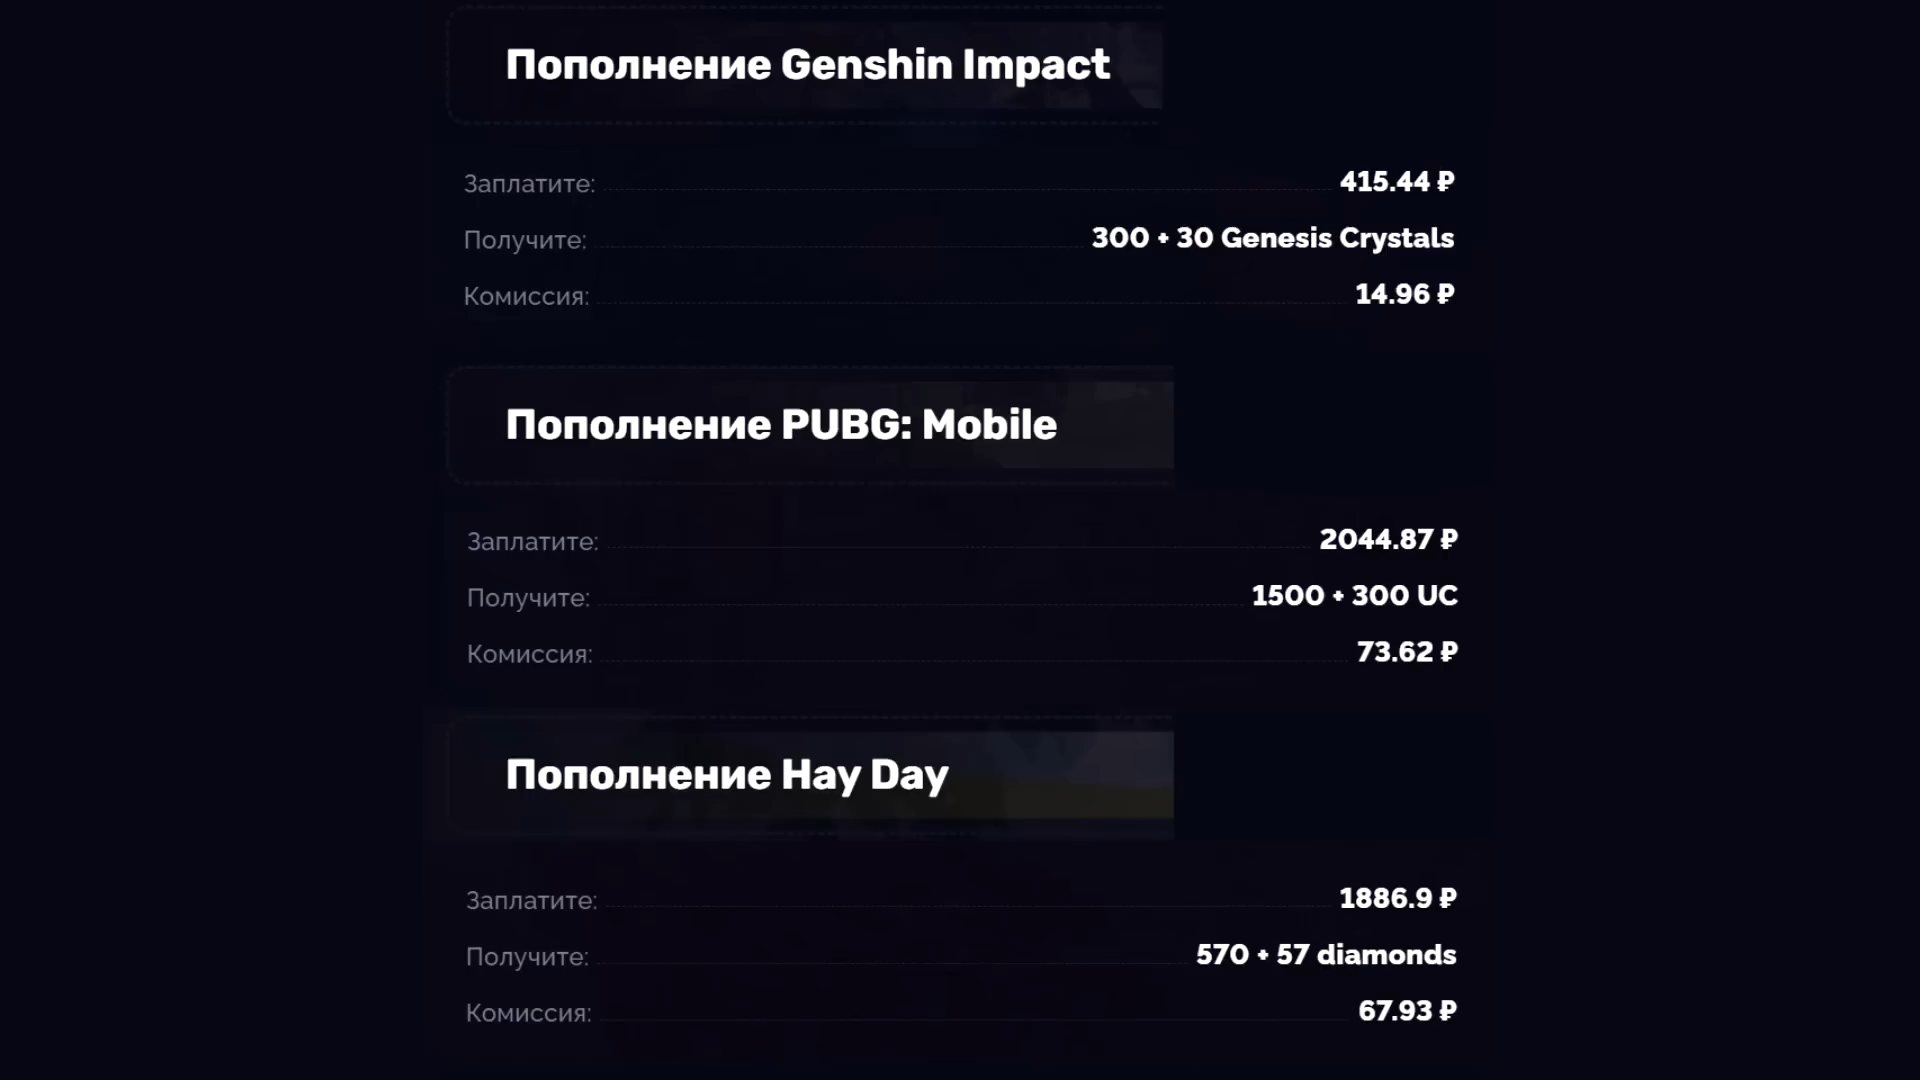 Пополнение Genshin Impact
Заплатите: 415.44 ₽
Получите: 300 + 30 Genesis Crystals
Комиссия: 14.96 ₽
Пополнение PUBG: Mobile
Заплатите: 2044.87 ₽
Получите: 1500 + 300 UC
Комиссия: 73.62 ₽
Пополнение Hay Day
Заплатите: 1886.9 ₽
Получите: 570 + 57 diamonds
Комиссия: 67.93 ₽